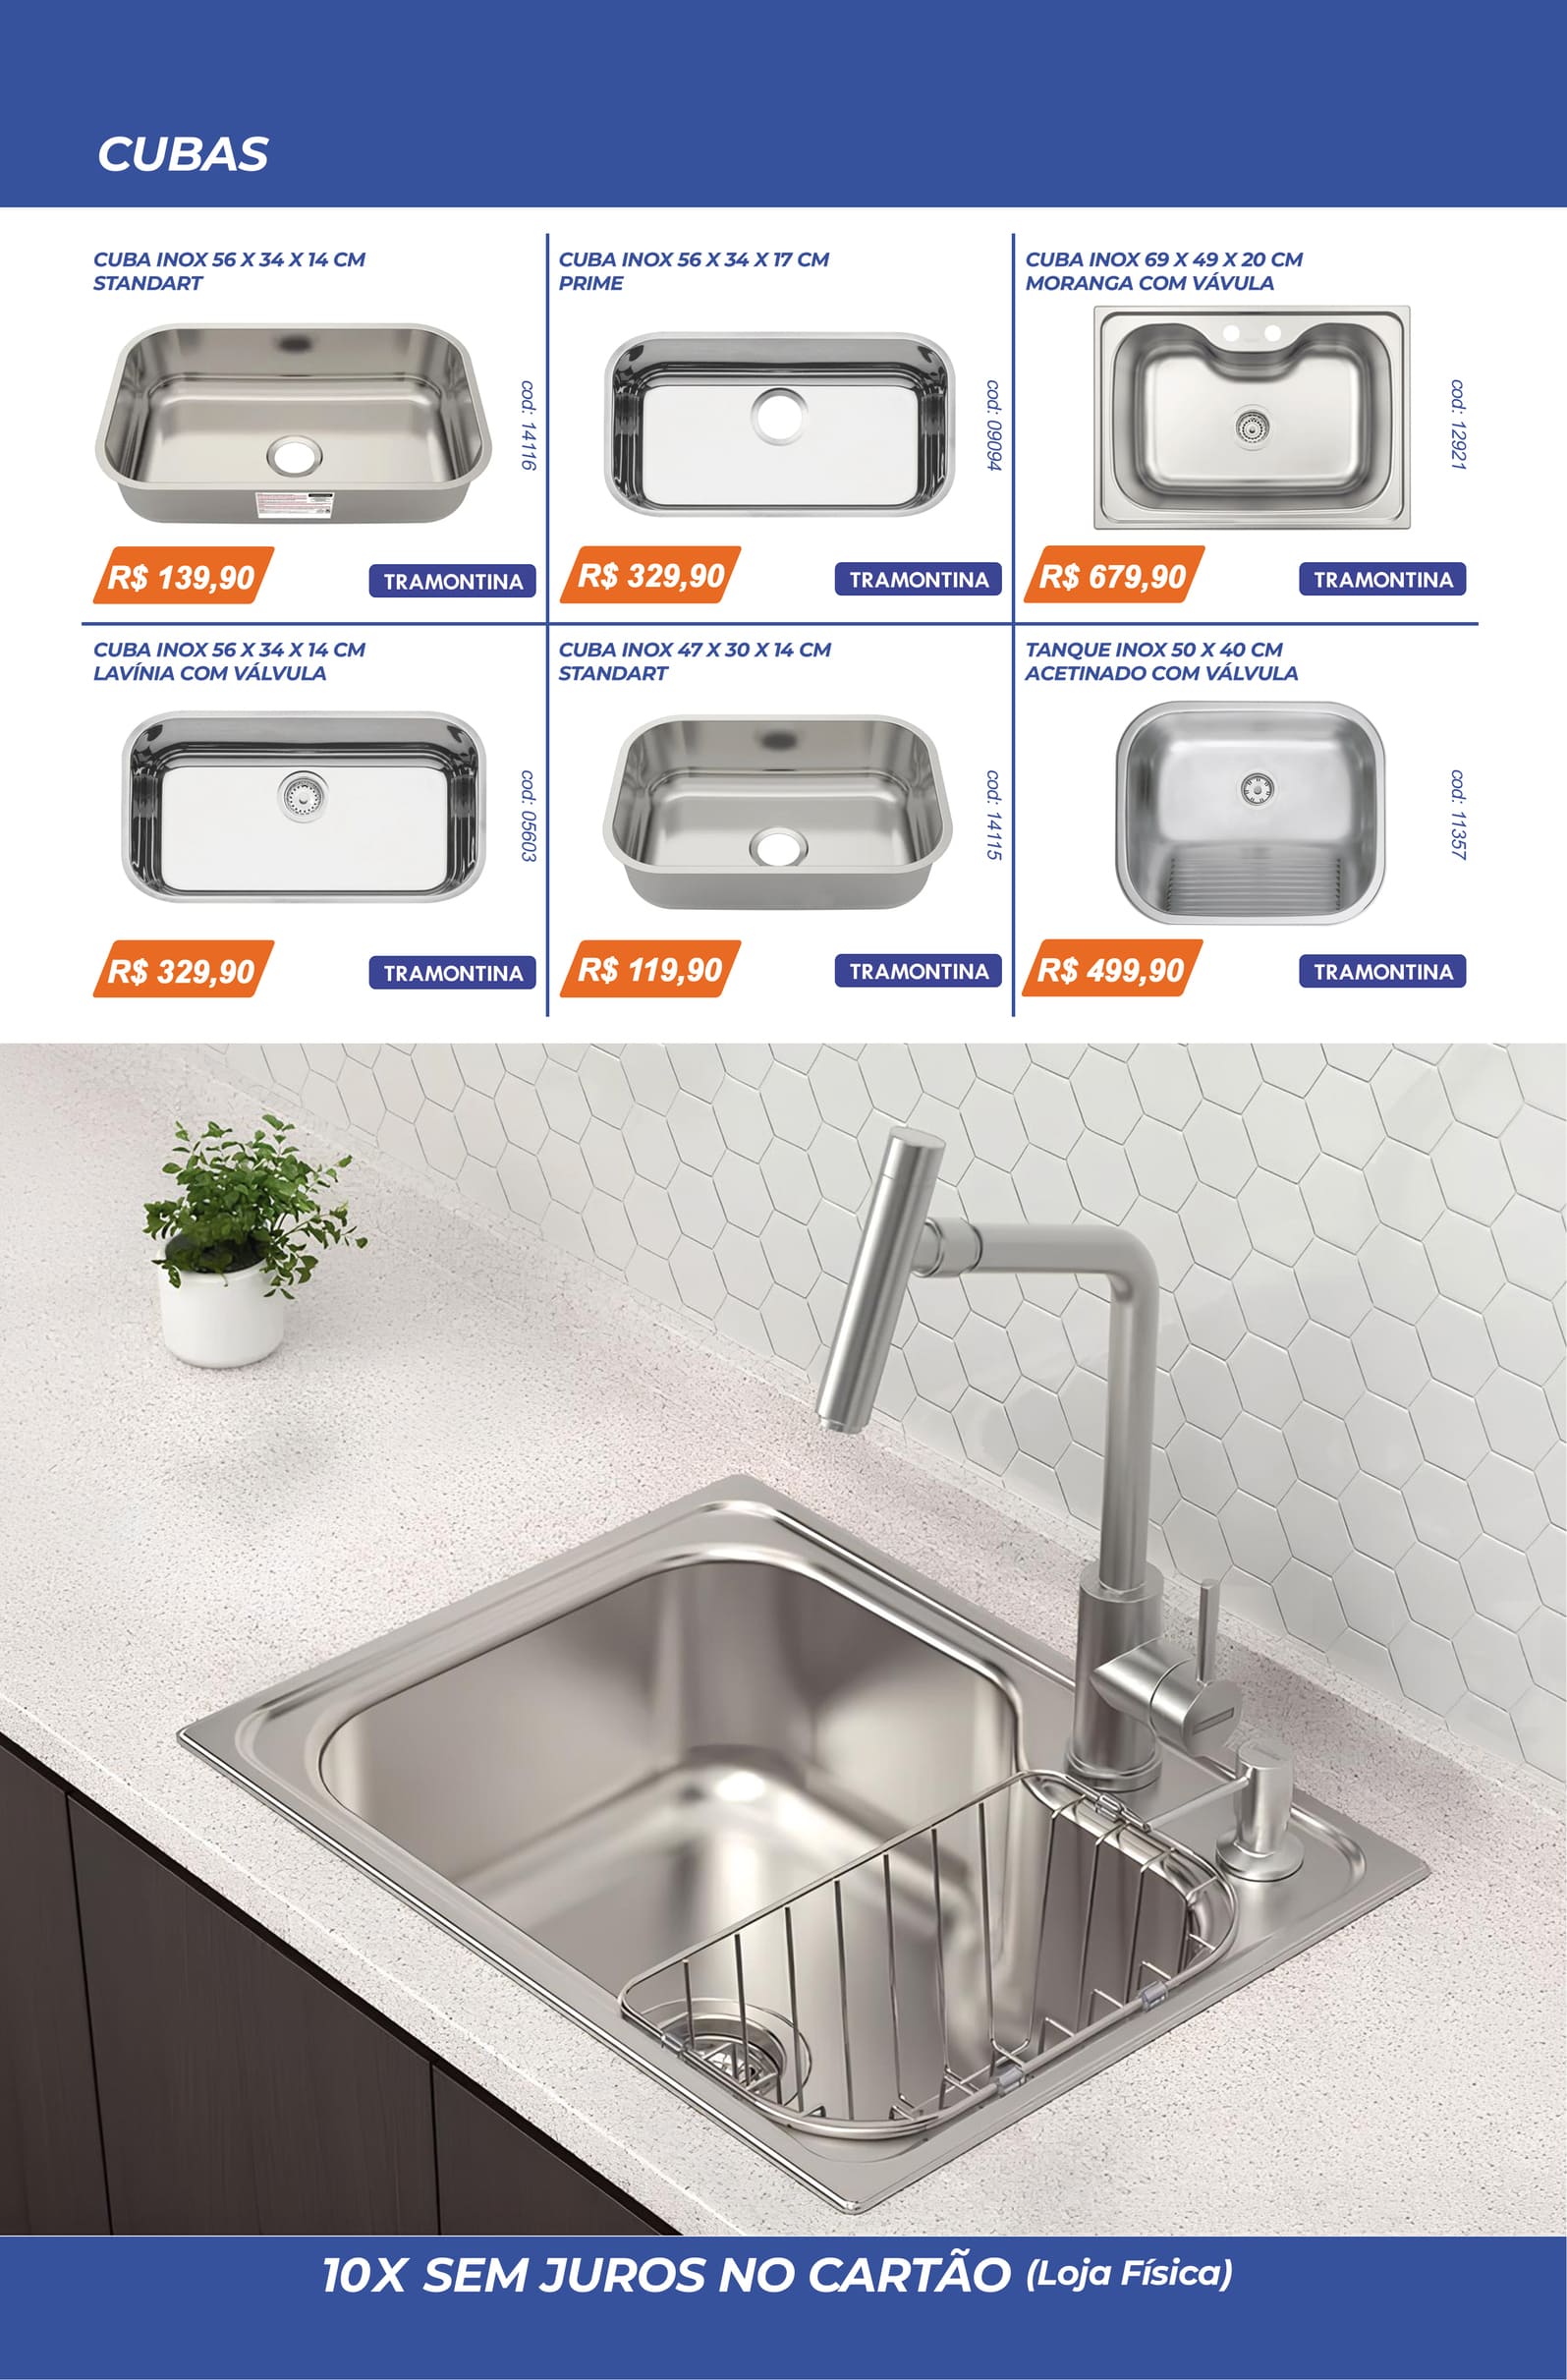 CUBAS
CUBA INOX 56 X 34 X 14 CM
STANDART
cod: 14116
R$ 139,90
TRAMONTINA
CUBA INOX 56 X 34 X 17 CM
PRIME
cod: 09094
R$ 329,90
TRAMONTINA
CUBA INOX 69 X 49 X 20 CM
MORANGA COM VÁVULA
cod: 12921
R$ 679,90
TRAMONTINA
CUBA INOX 56 X 34 X 14 CM
LAVÍNIA COM VÁLVULA
cod: 05603
R$ 329,90
TRAMONTINA
CUBA INOX 47 X 30 X 14 CM
STANDART
cod: 14115
R$ 119,90
TRAMONTINA
TANQUE INOX 50 X 40 CM
ACETINADO COM VÁLVULA
cod: 11357
R$ 499,90
TRAMONTINA
10X SEM JUROS NO CARTÃO (Loja Física)